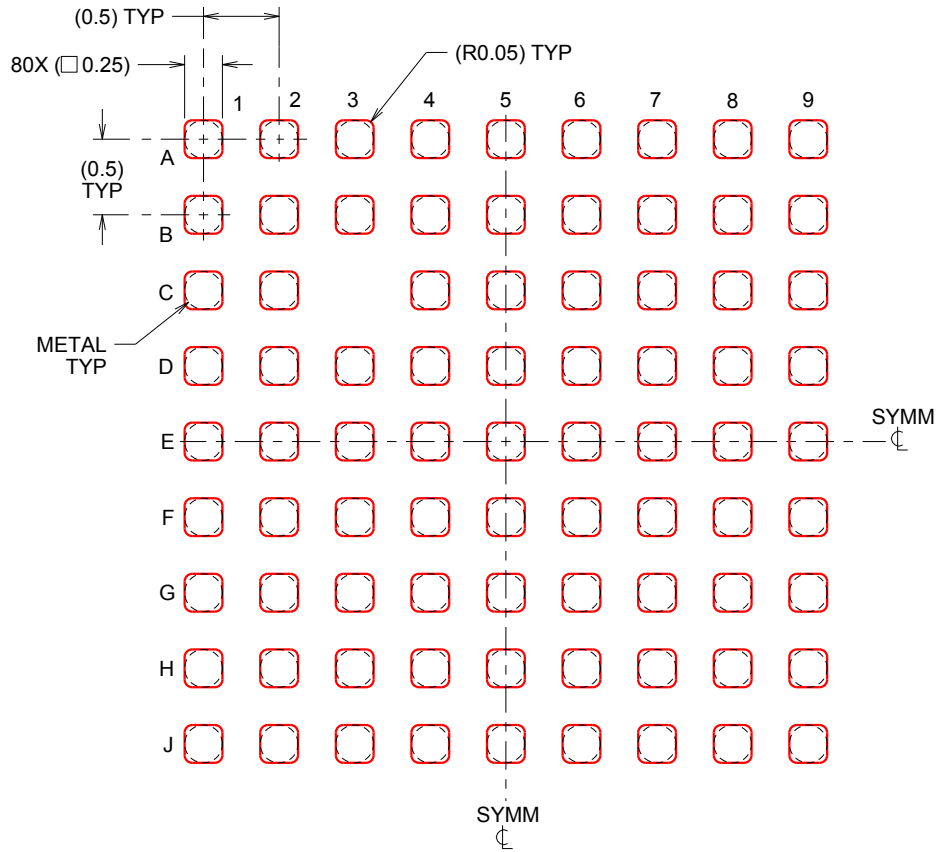 (0.5) TYP
80X (□ 0.25)
(R0.05) TYP
1 2 3 4 5 6 7 8 9
A
(0.5)
TYP
B
C
METAL
TYP
D
E
SYMM
℄
F
G
H
J
SYMM
℄